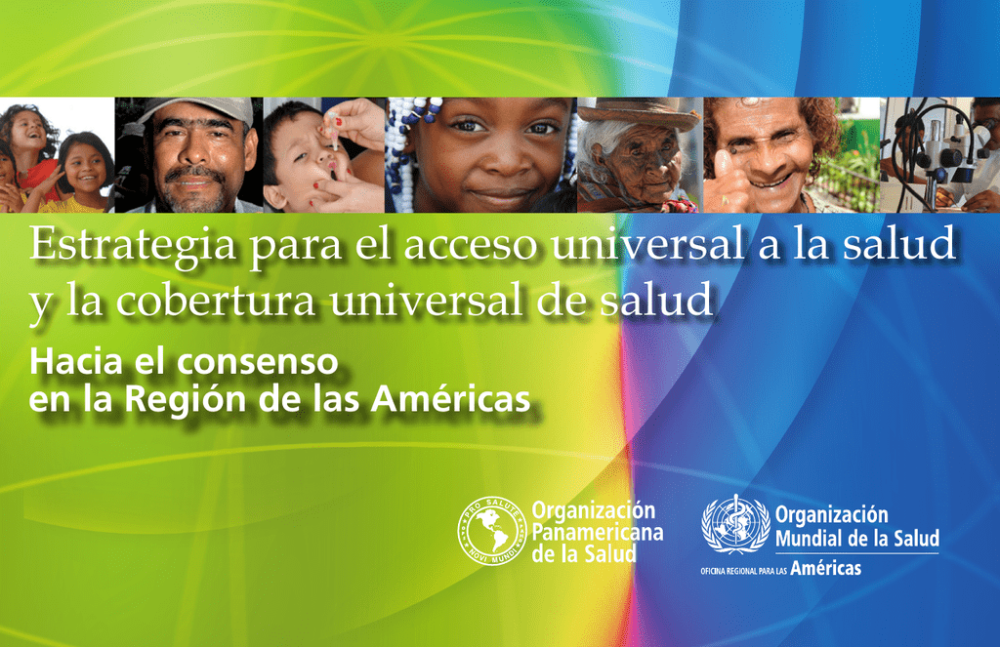 Estrategia para el acceso universal a la salud
y la cobertura universal de salud
Hacia el consenso
en la Región de las Américas
PRO SALUTE
NOVI MUNDI
Organización
Panamericana
de la Salud
Organización
Mundial de la Salud
OFICINA REGIONAL PARA LAS Américas